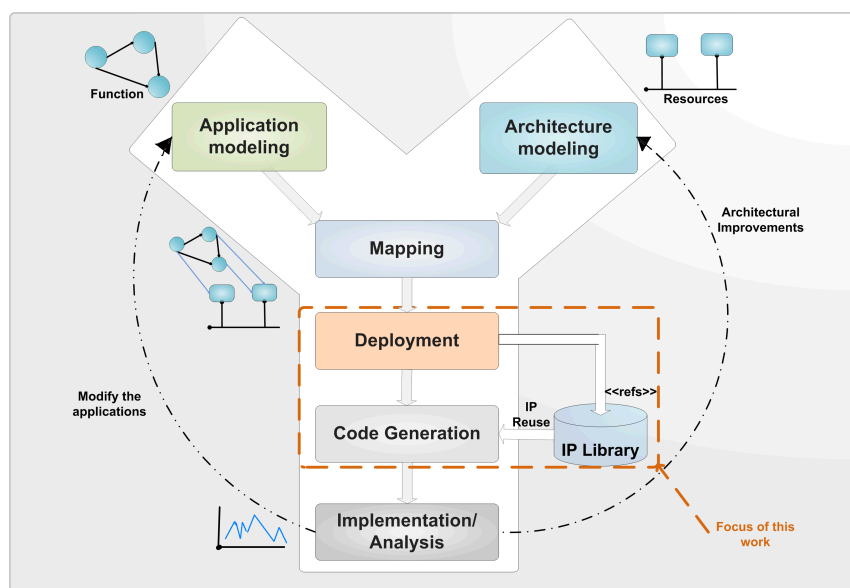 Function
Resources
Application
modeling
Architecture
modeling
Architectural
Improvements
Mapping
Deployment
<<refs>>
Modify the
applications
IP
Reuse
Code Generation
IP Library
Implementation/
Analysis
Focus of this
work